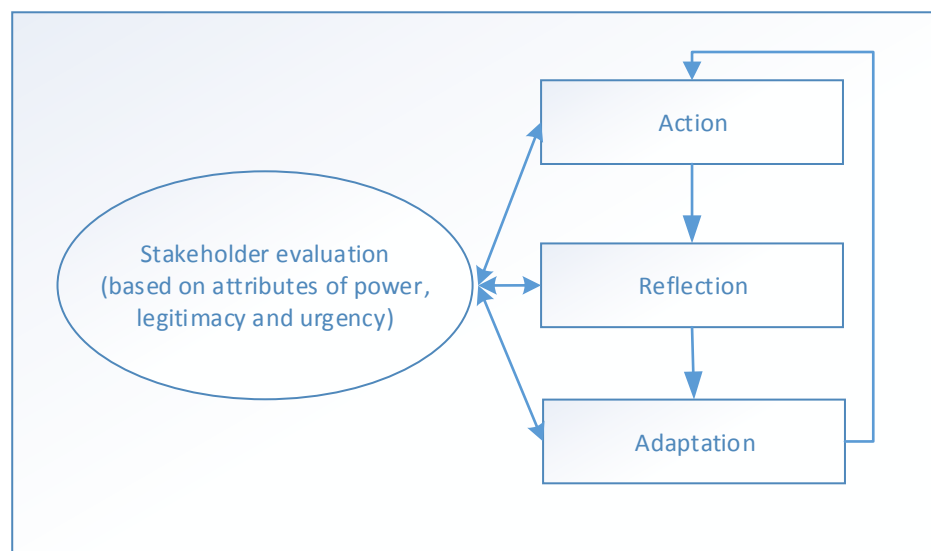 Action
Stakeholder evaluation
(based on attributes of power,
legitimacy and urgency)
Reflection
Adaptation